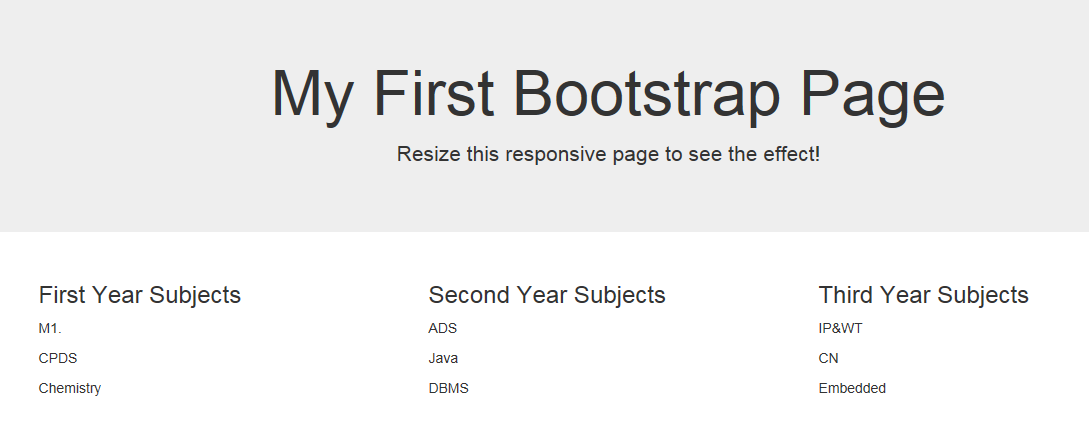 My First Bootstrap Page
Resize this responsive page to see the effect!
First Year Subjects
M1.
CPDS
Chemistry
Second Year Subjects
ADS
Java
DBMS
Third Year Subjects
IP&WT
CN
Embedded